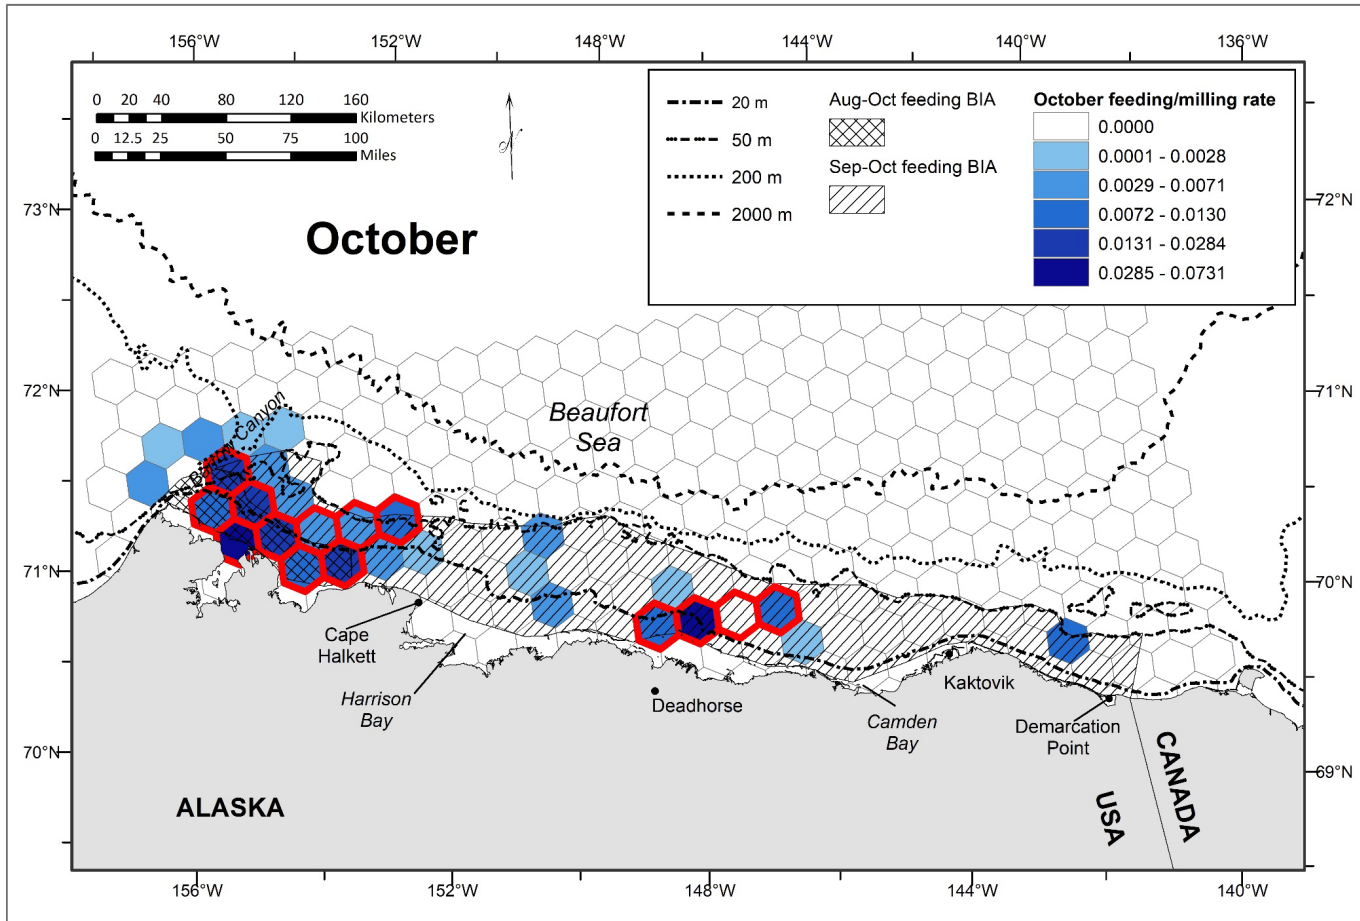 156°W 152°W 148°W 144°W 140°W 136°W
0 20 40 80 120 160
Kilometers
0 12.5 25 50 75 100
Miles
N
20 m
50 m
200 m
2000 m
Aug-Oct feeding BIA
Sep-Oct feeding BIA
October feeding/milling rate
0.0000
0.0001 - 0.0028
0.0029 - 0.0071
0.0072 - 0.0130
0.0131 - 0.0284
0.0285 - 0.0731
73°N
72°N
October
72°N
71°N
Beaufort
Sea
Barrow Canyon
71°N
70°N
Cape
Halkett
Harrison
Bay
Deadhorse
Kaktovik
Camden
Bay
Demarcation
Point
70°N
69°N
ALASKA
USA
CANADA
156°W 152°W 148°W 144°W 140°W